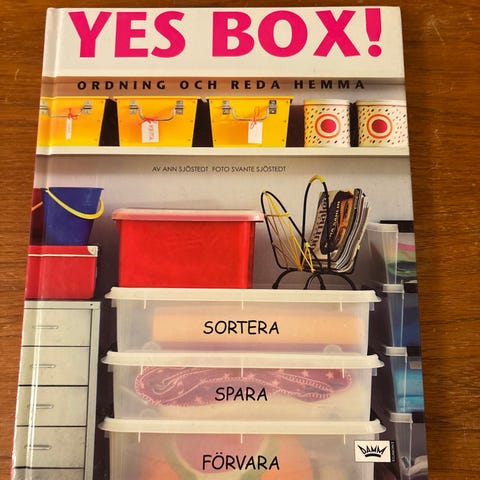 YES BOX!
ORDNING OCH REDA HEMMA
AV ANN SJÖSTEDT FOTO SVANTE SJÖSTEDT
SORTERA
SPARA
FÖRVARA
DAMM